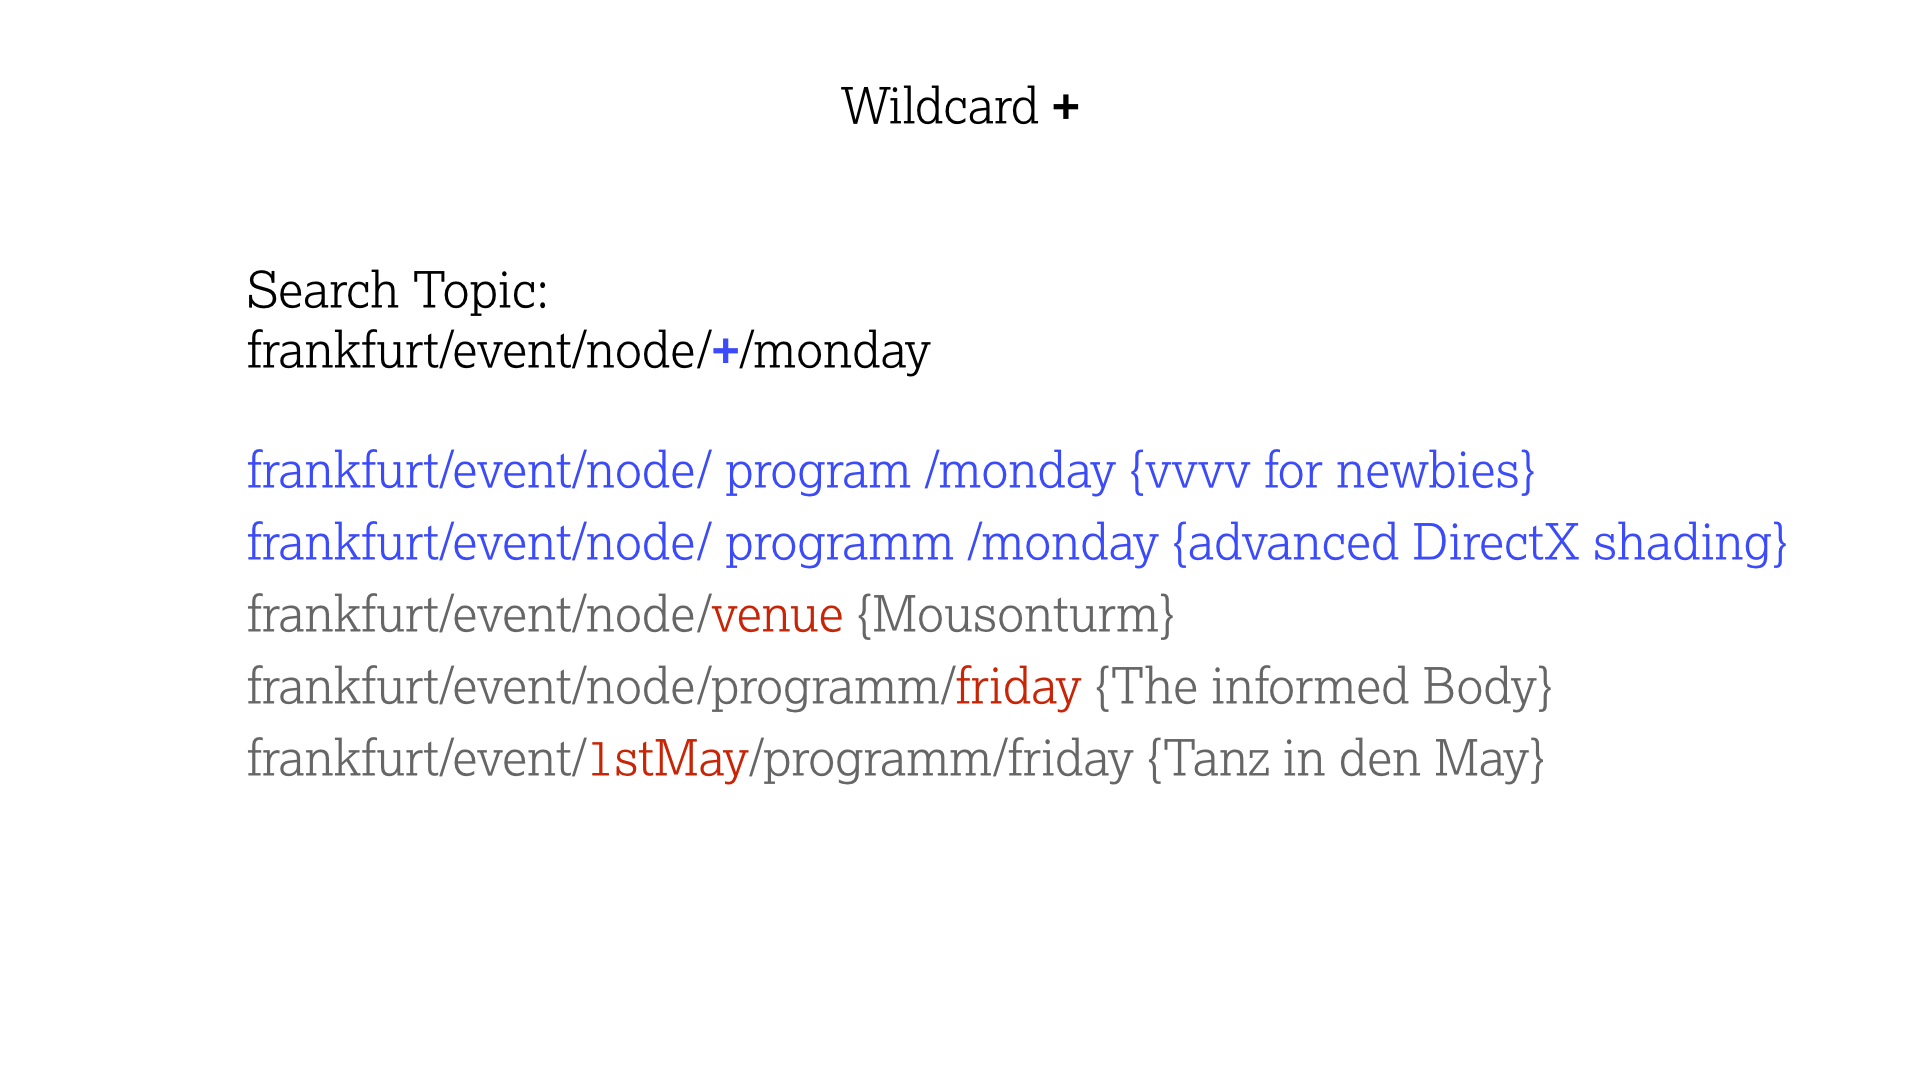 Wildcard +
Search Topic:
frankfurt/event/node/+/monday
frankfurt/event/node/ program /monday {vvvv for newbies}
frankfurt/event/node/ programm /monday {advanced DirectX shading}
frankfurt/event/node/venue {Mousonturm}
frankfurt/event/node/programm/friday {The informed Body}
frankfurt/event/1stMay/programm/friday {Tanz in den May}